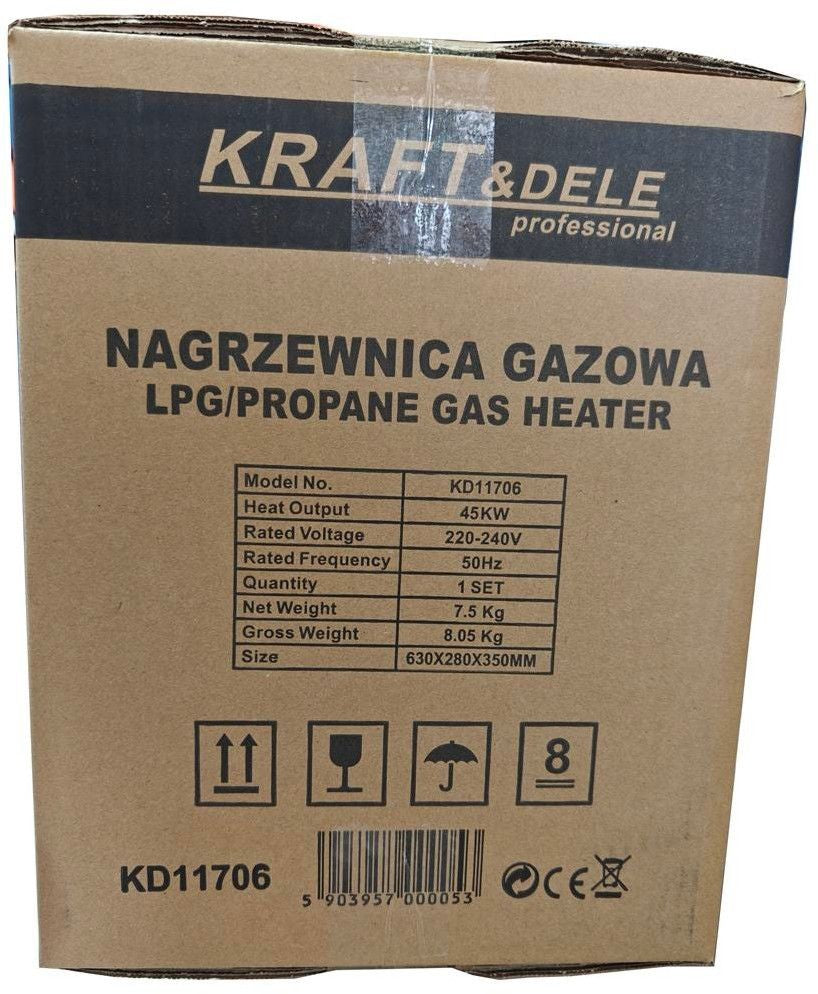 KRAFT&DELE
professional
NAGRZEWNICA GAZOWA
LPG/PROPANE GAS HEATER
Model No. KD11706
Heat Output 45KW
Rated Voltage 220-240V
Rated Frequency 50Hz
Quantity 1 SET
Net Weight 7.5 Kg
Gross Weight 8.05 Kg
Size 630X280X350MM
8
KD11706
5 903957 000053
CE